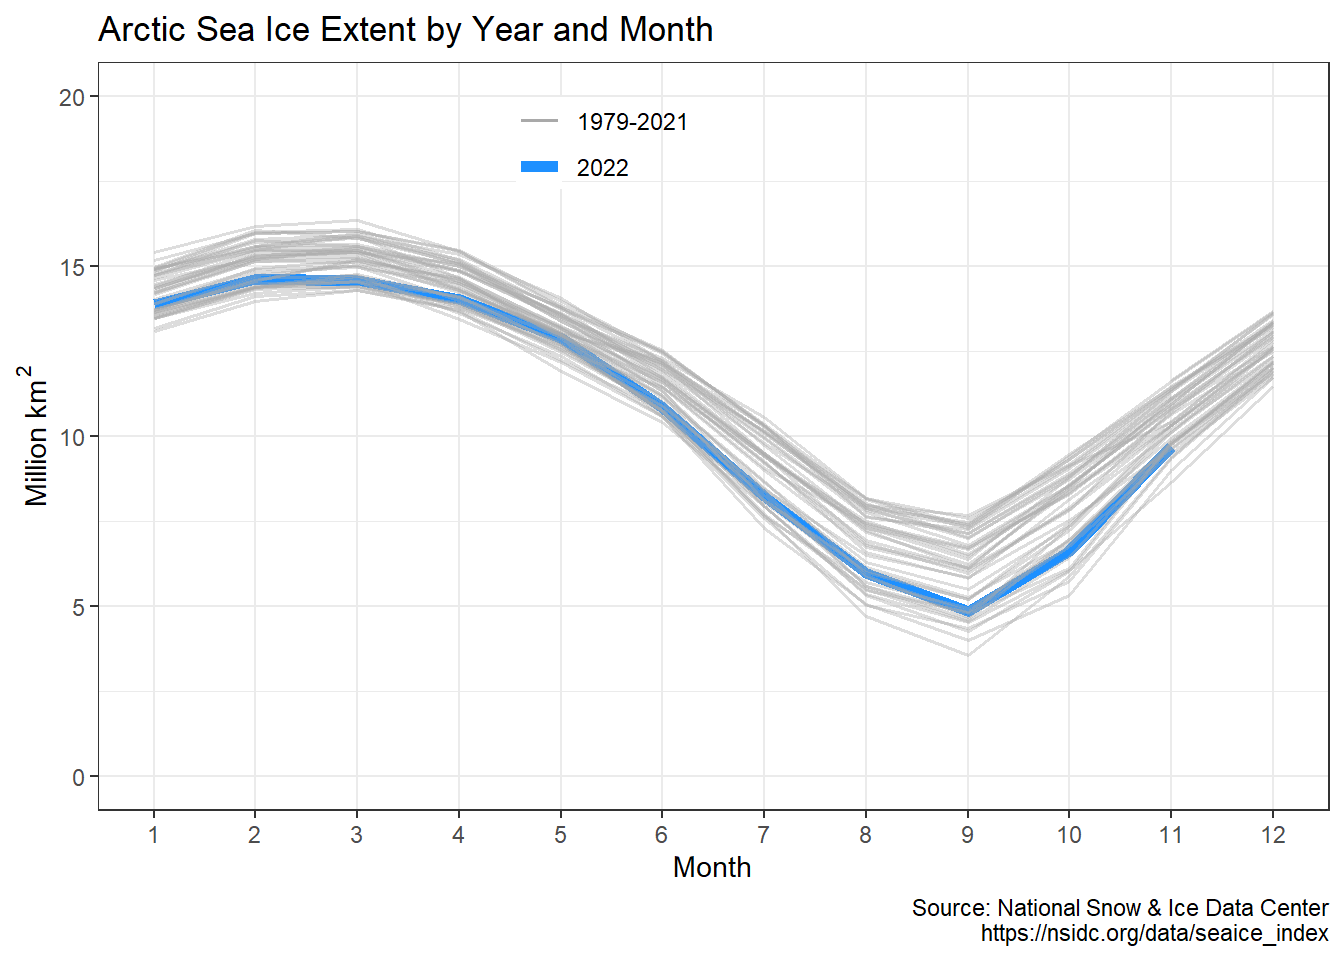 Arctic Sea Ice Extent by Year and Month
20
15
10
5
0
Million km²
1979-2021
2022
1 2 3 4 5 6 7 8 9 10 11 12
Month
Source: National Snow & Ice Data Center
https://nsidc.org/data/seaice_index